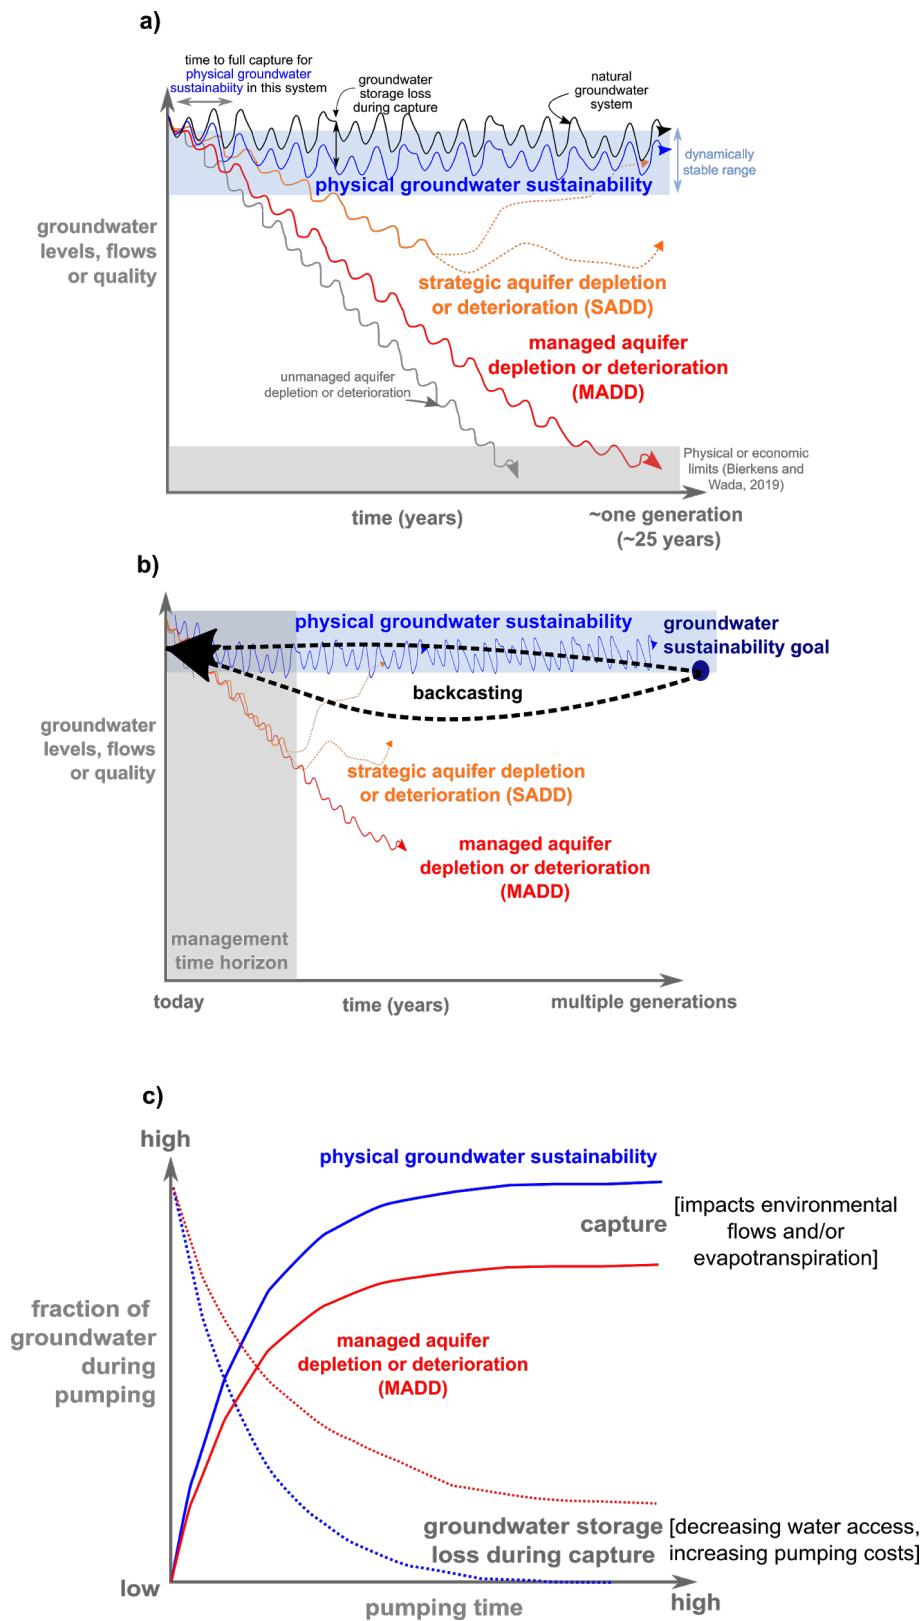 a)
time to full capture for
physical groundwater
sustainabiity in this system
groundwater
storage loss
during capture
natural
groundwater
system
dynamically
stable range
physical groundwater sustainability
groundwater
levels, flows
or quality
strategic aquifer depletion
or deterioration (SADD)
managed aquifer
depletion or deterioration
(MADD)
unmanaged aquifer
depletion or deterioration
Physical or economic
limits (Bierkens and
Wada, 2019)
time (years)
~one generation
(~25 years)
b)
physical groundwater sustainability
groundwater
sustainability goal
backcasting
groundwater
levels, flows
or quality
strategic aquifer depletion
or deterioration (SADD)
managed aquifer
depletion or deterioration
(MADD)
management
time horizon
today
time (years)
multiple generations
c)
high
physical groundwater sustainability
capture
[impacts environmental
flows and/or
evapotranspiration]
fraction of
groundwater
during
pumping
managed aquifer
depletion or deterioration
(MADD)
groundwater storage
loss during capture
[decreasing water access,
increasing pumping costs]
low
pumping time
high